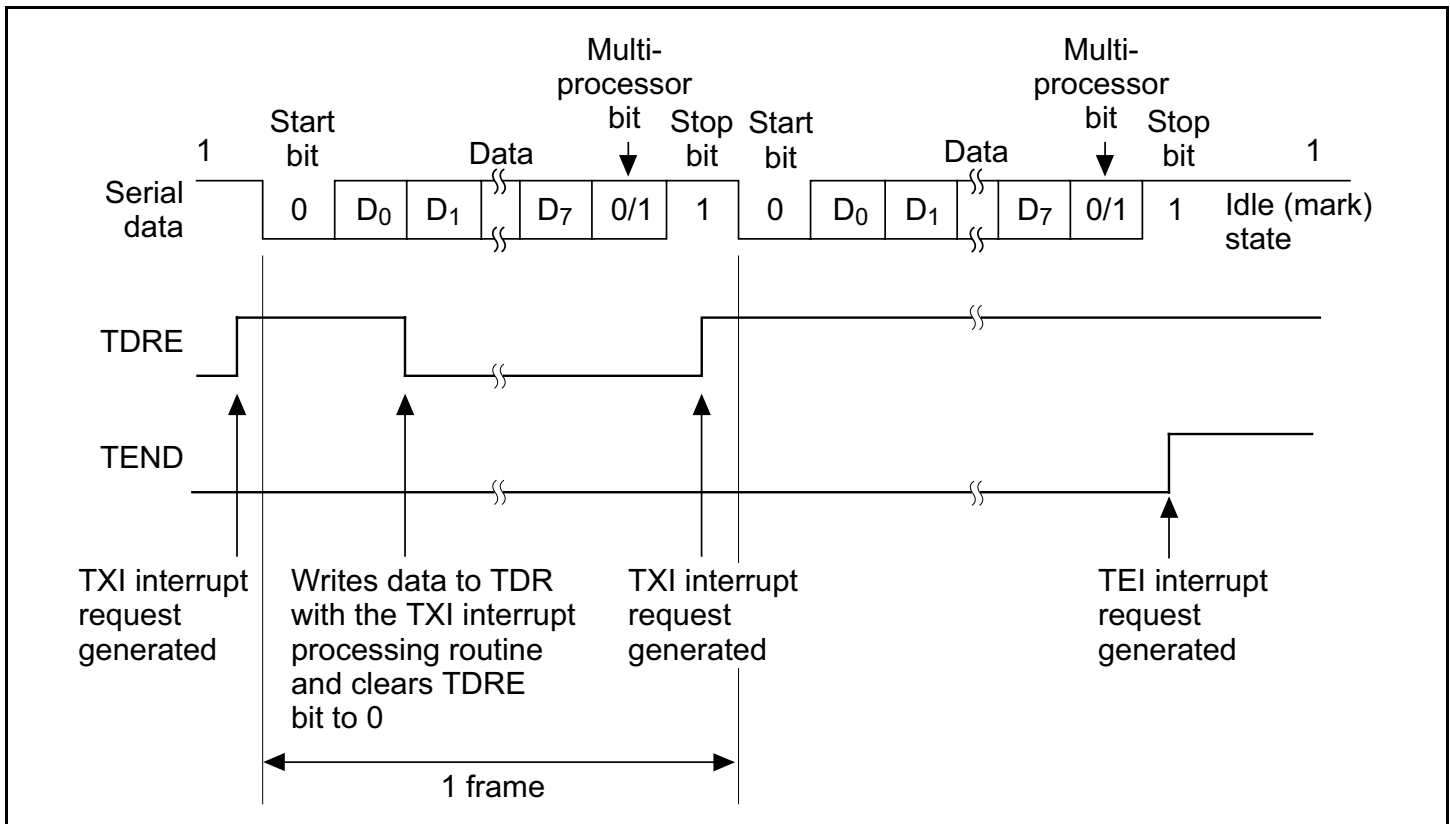 Multi-
processor
bit
Multi-
processor
bit
1
Start
bit
Data
Stop
bit
Start
bit
Data
Stop
bit
1
Serial
data
0 D0 D1 D7 0/1 1 0 D0 D1 D7 0/1 1
Idle (mark)
state
TDRE
TEND
TXI interrupt
request
generated
Writes data to TDR
with the TXI interrupt
processing routine
and clears TDRE
bit to 0
TXI interrupt
request
generated
TEI interrupt
request
generated
1 frame